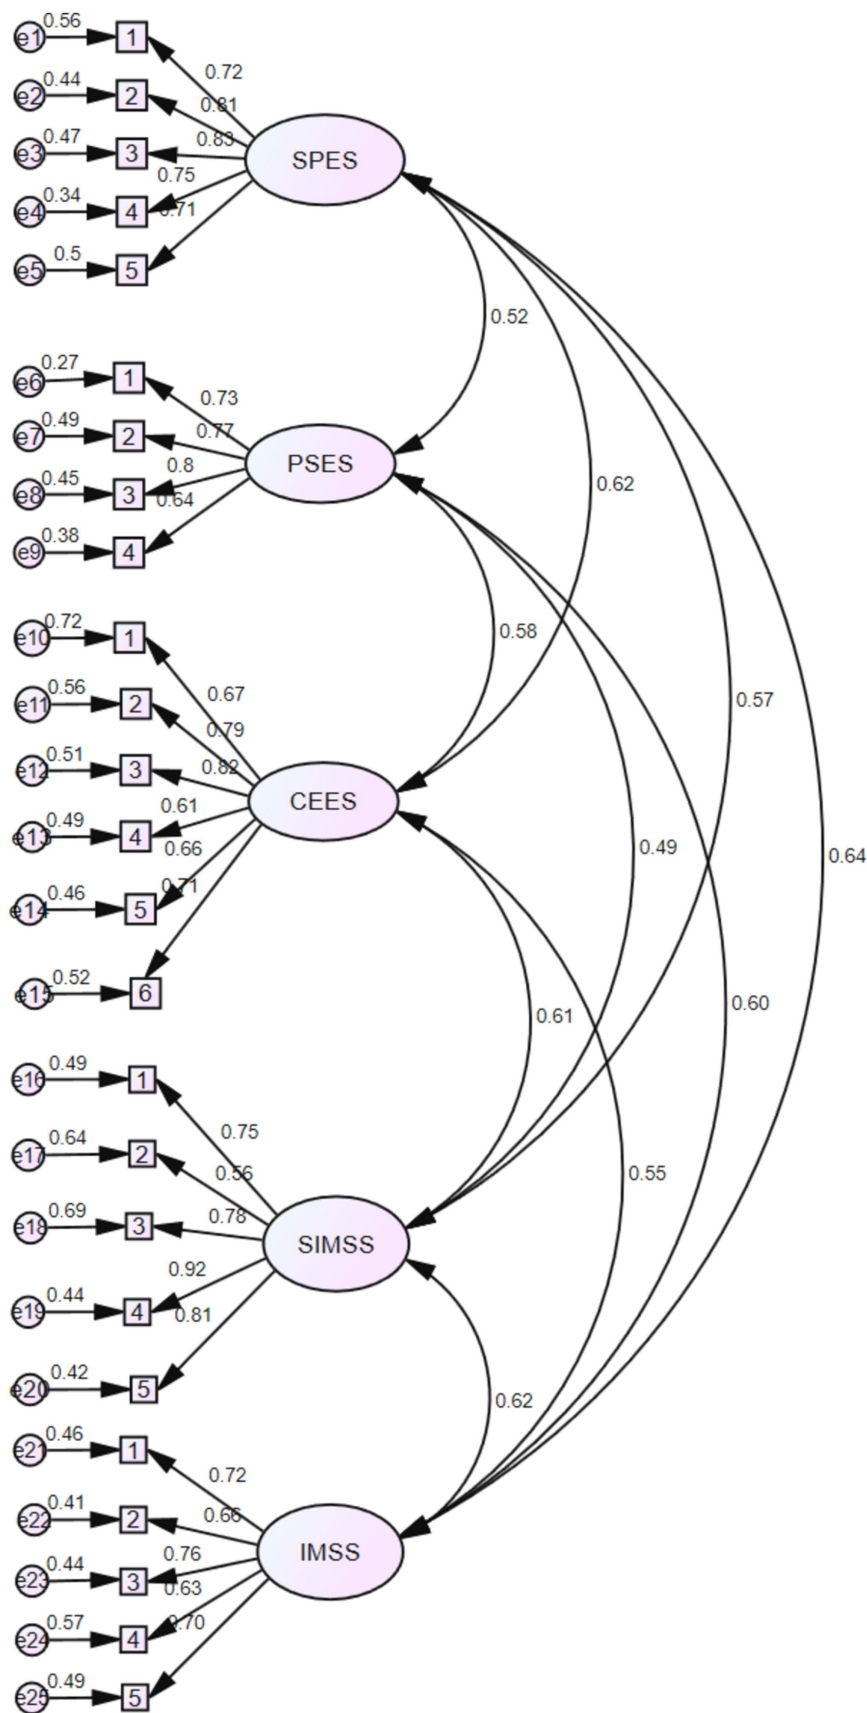 0.56
e1 1
0.72
0.44
e2 2
0.81
0.47
e3 3
0.83
SPES
0.75
0.34
e4 4
0.71
0.5
e5 5
0.52
0.27
e6 1
0.73
0.49
e7 2
0.77
0.45
e8 3
0.8
PSES
0.64
0.38
e9 4
0.62
0.72
e10 1
0.58
0.67
0.56
e11 2
0.79
0.57
0.51
e12 3
0.82
CEES
0.61
0.49
e13 4
0.66
0.49
0.64
0.46
e14 5
0.71
0.52
e15 6
0.60
0.61
0.49
e16 1
0.75
0.64
e17 2
0.56
0.55
0.69
e18 3
0.78
SIMSS
0.92
0.44
e19 4
0.81
0.42
e20 5
0.62
0.46
e21 1
0.72
0.41
e22 2
0.66
0.76
IMSS
0.44
e23 3
0.63
0.57
e24 4
0.70
0.49
e25 5